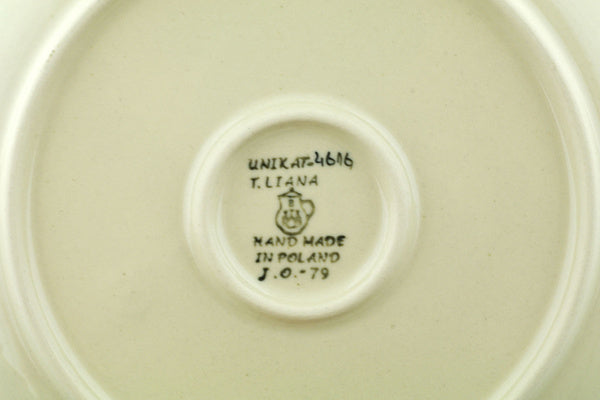 UNIKAT-4616
T. LIANA
HAND MADE
IN POLAND
J.O.-79